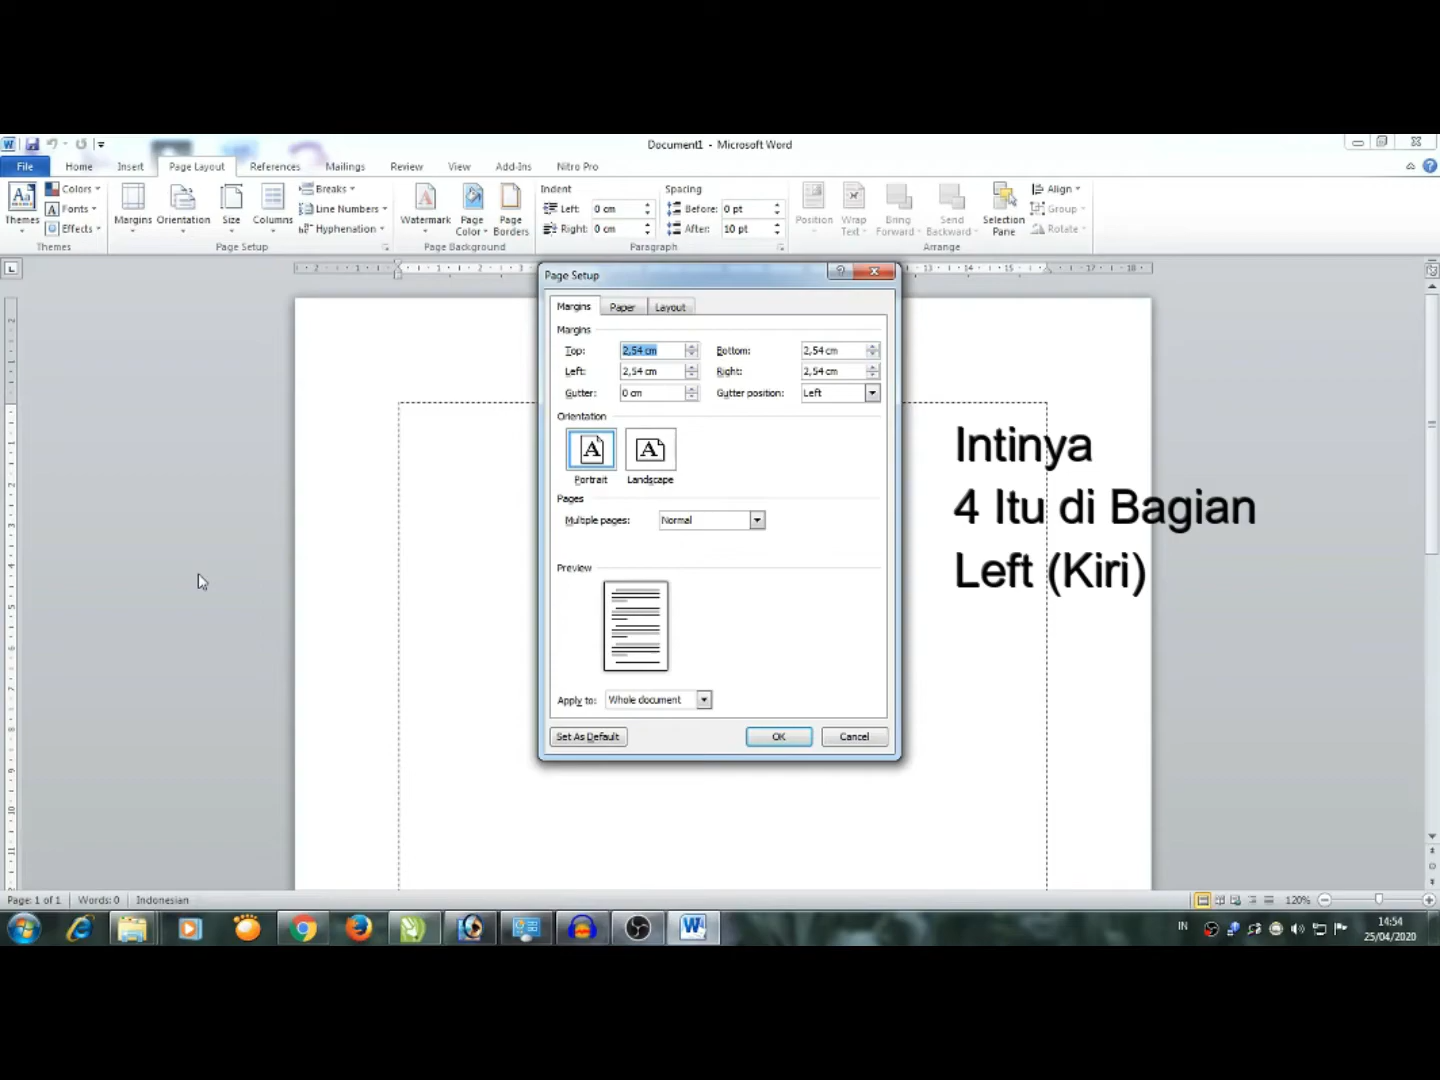 Document1 - Microsoft Word
File Home Insert Page Layout References Mailings Review View Add-Ins Nitro Pro
Themes Colors Fonts Effects
Themes
Margins Orientation Size Columns Breaks Line Numbers Hyphenation
Page Setup
Watermark Page Color Page Borders
Page Background
Indent Spacing
Left: 0 cm Before: 0 pt
Right: 0 cm After: 10 pt
Paragraph
Position Wrap Text Bring Forward Send Backward Selection Pane Align Group Rotate
Arrange
Page Setup
Margins Paper Layout
Margins
Top: 2,54 cm Bottom: 2,54 cm
Left: 2,54 cm Right: 2,54 cm
Gutter: 0 cm Gutter position: Left
Orientation
Portrait Landscape
Pages
Multiple pages: Normal
Preview
Apply to: Whole document
Set As Default OK Cancel
Intinya
4 Itu di Bagian
Left (Kiri)
Page: 1 of 1 Words: 0 Indonesian 120%
IN 14:54
25/04/2020